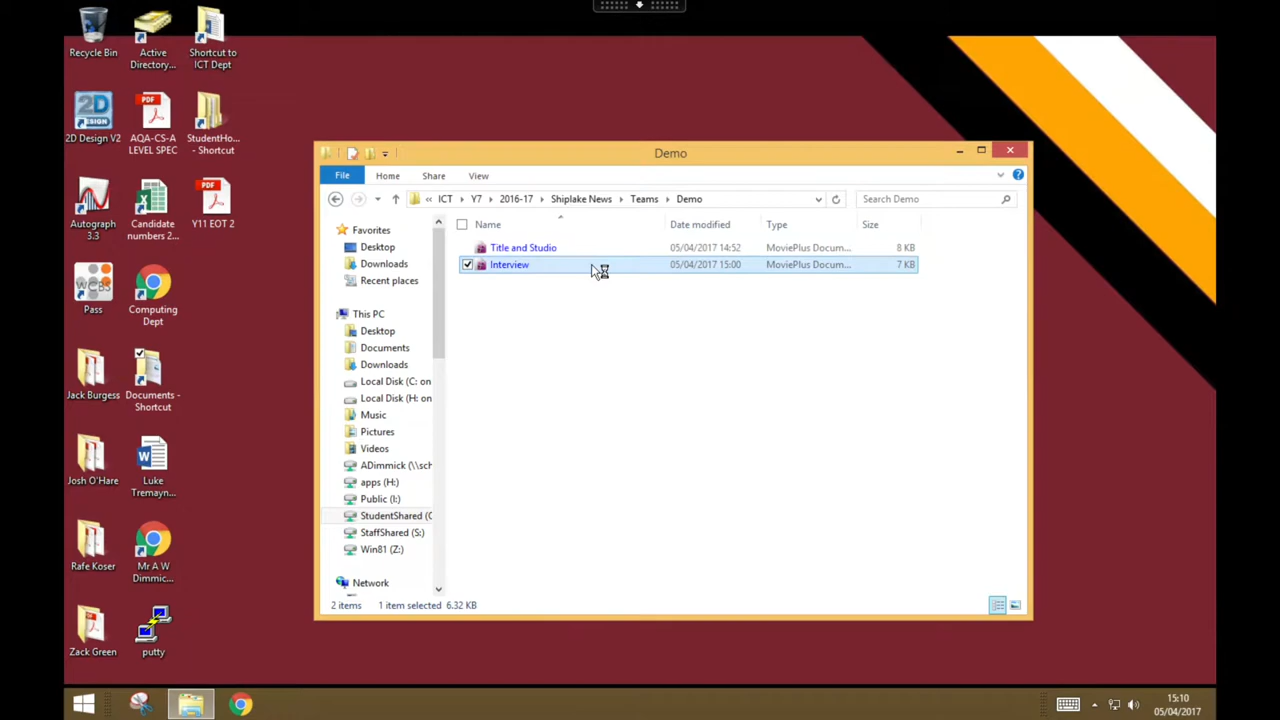 Recycle Bin
Active Directory...
Shortcut to ICT Dept
2D Design V2
AQA-CS-A LEVEL SPEC
StudentHo... - Shortcut
Autograph 3.3
Candidate numbers 2...
Y11 EOT 2
Pass
Computing Dept
Jack Burgess
Documents - Shortcut
Josh O'Hare
Luke Tremayn...
Rafe Koser
Mr A W Dimmic...
Zack Green
putty
Demo
File Home Share View
ICT Y7 2016-17 Shiplake News Teams Demo
Search Demo
Name Date modified Type Size
Title and Studio 05/04/2017 14:52 MoviePlus Docum... 8 KB
Interview 05/04/2017 15:00 MoviePlus Docum... 7 KB
Favorites
Desktop
Downloads
Recent places
This PC
Desktop
Documents
Downloads
Local Disk (C: on
Local Disk (H: on
Music
Pictures
Videos
ADimmick (\\sch
apps (H:)
Public (I:)
StudentShared (
StaffShared (S:)
Win81 (Z:)
Network
2 items 1 item selected 6.32 KB
15:10
05/04/2017